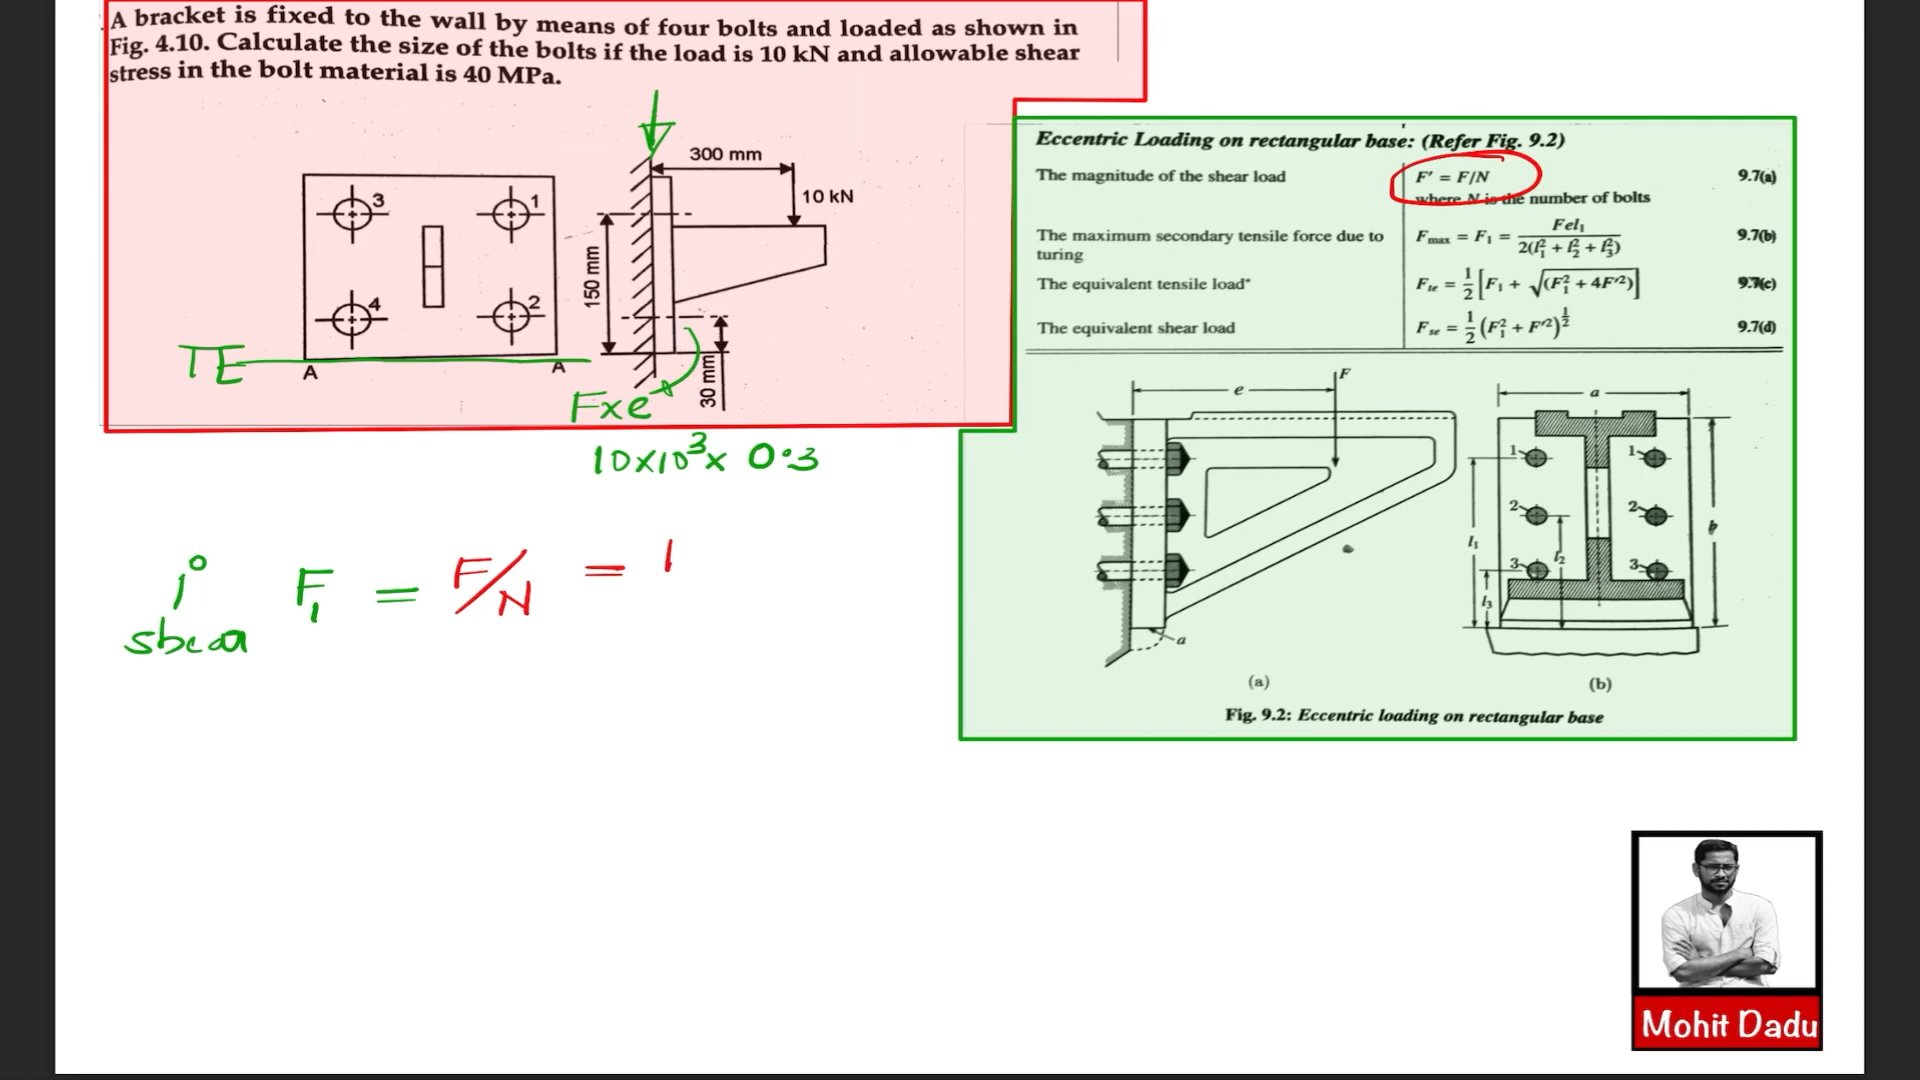 A bracket is fixed to the wall by means of four bolts and loaded as shown in
Fig. 4.10. Calculate the size of the bolts if the load is 10 kN and allowable shear
stress in the bolt material is 40 MPa.
300 mm
10 kN
3
1
150 mm
4
2
30 mm
TE
A
A
Fxe
10x10³x 0.3
Eccentric Loading on rectangular base: (Refer Fig. 9.2)
The magnitude of the shear load F' = F/N 9.7(a)
where N is the number of bolts
The maximum secondary tensile force due to turing Fmax = F₁ = Fel₁ / 2(l₁² + l₂² + l₃²) 9.7(b)
The equivalent tensile load* Fte = 1/2 [F₁ + √(F₁² + 4F'²)] 9.7(c)
The equivalent shear load Fse = 1/2 (F₁² + F'²)^1/2 9.7(d)
e
F
a
1
1
2
2
l₁
l₂
b
3
3
l₃
a
(a)
(b)
Fig. 9.2: Eccentric loading on rectangular base
F₁ = F/N = 1
Mohit Dadu